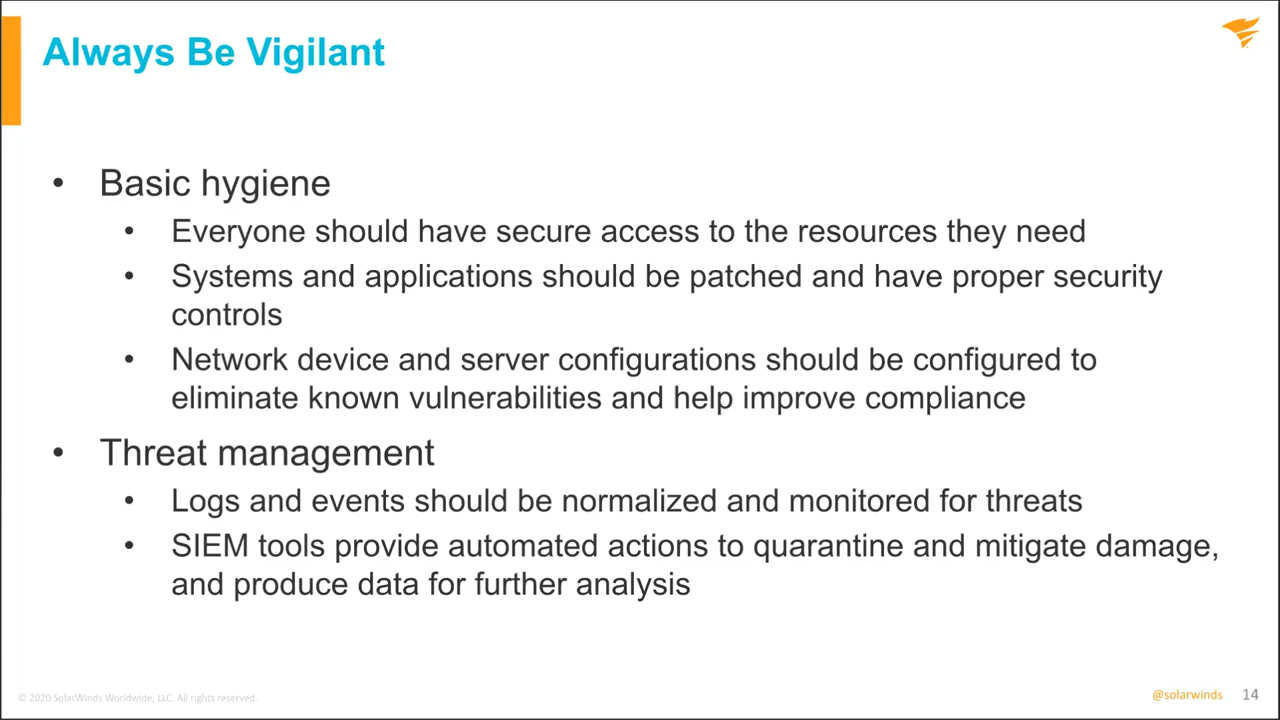 Always Be Vigilant
• Basic hygiene
• Everyone should have secure access to the resources they need
• Systems and applications should be patched and have proper security
controls
• Network device and server configurations should be configured to
eliminate known vulnerabilities and help improve compliance
• Threat management
• Logs and events should be normalized and monitored for threats
• SIEM tools provide automated actions to quarantine and mitigate damage,
and produce data for further analysis
© 2020 SolarWinds Worldwide, LLC. All rights reserved.
@solarwinds 14